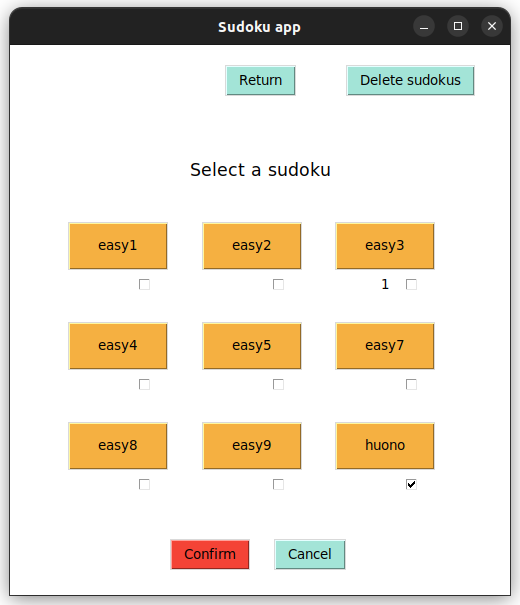 Sudoku app
Return Delete sudokus
Select a sudoku
easy1 easy2 easy3
1
easy4 easy5 easy7
easy8 easy9 huono
Confirm Cancel